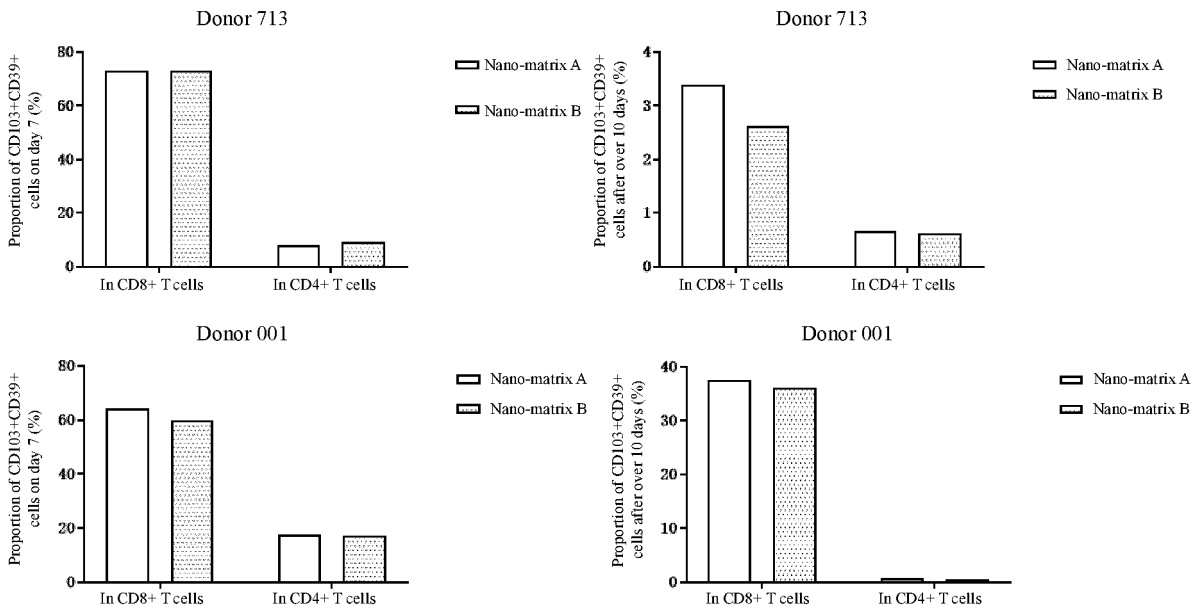 Donor 713
Proportion of CD103+CD39+
cells on day 7 (%)
80
60
40
20
0
In CD8+ T cells
In CD4+ T cells
Nano-matrix A
Nano-matrix B
Donor 713
Proportion of CD103+CD39+
cells after over 10 days (%)
4
3
2
1
0
In CD8+ T cells
In CD4+ T cells
Nano-matrix A
Nano-matrix B
Donor 001
Proportion of CD103+CD39+
cells on day 7 (%)
80
60
40
20
0
In CD8+ T cells
In CD4+ T cells
Nano-matrix A
Nano-matrix B
Donor 001
Proportion of CD103+CD39+
cells after over 10 days (%)
40
30
20
10
0
In CD8+ T cells
In CD4+ T cells
Nano-matrix A
Nano-matrix B